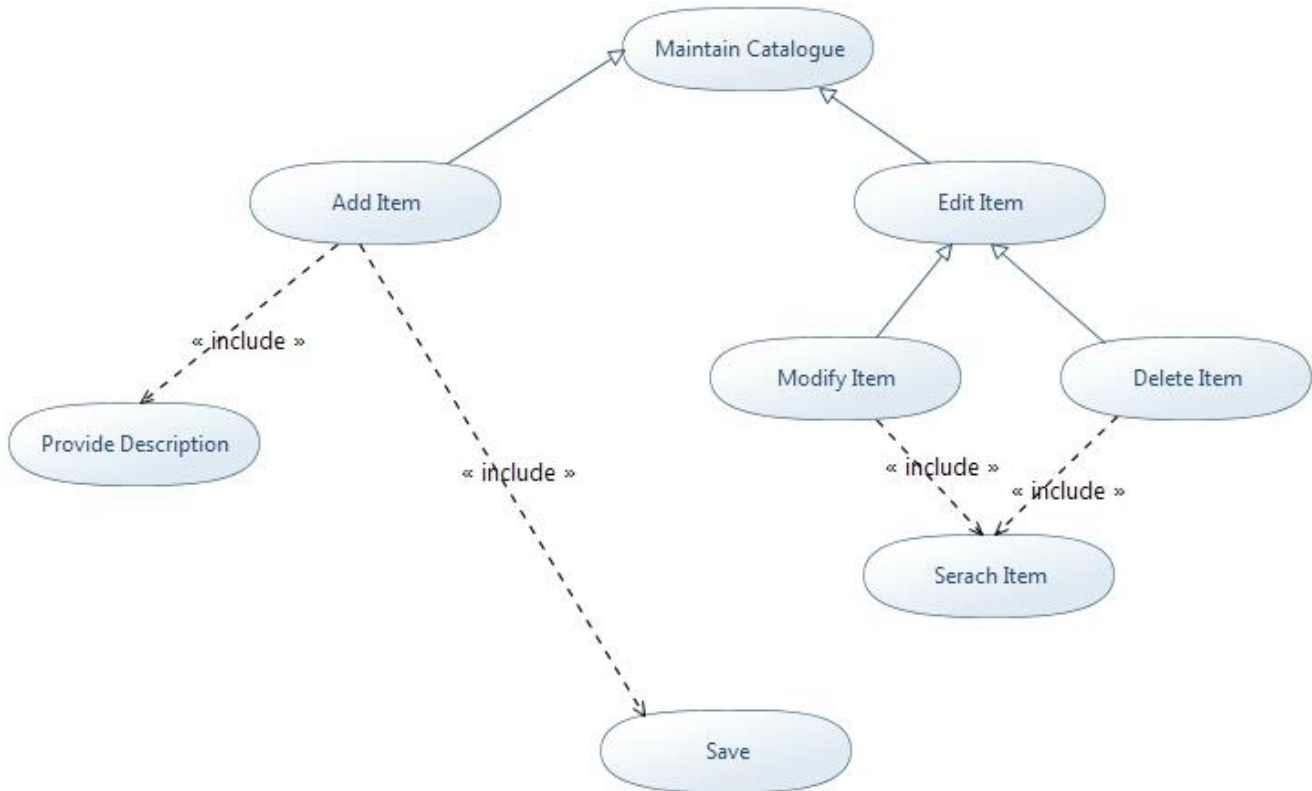 Maintain Catalogue
Add Item
Edit Item
« include »
Modify Item
Delete Item
Provide Description
« include »
« include »
« include »
Serach Item
Save